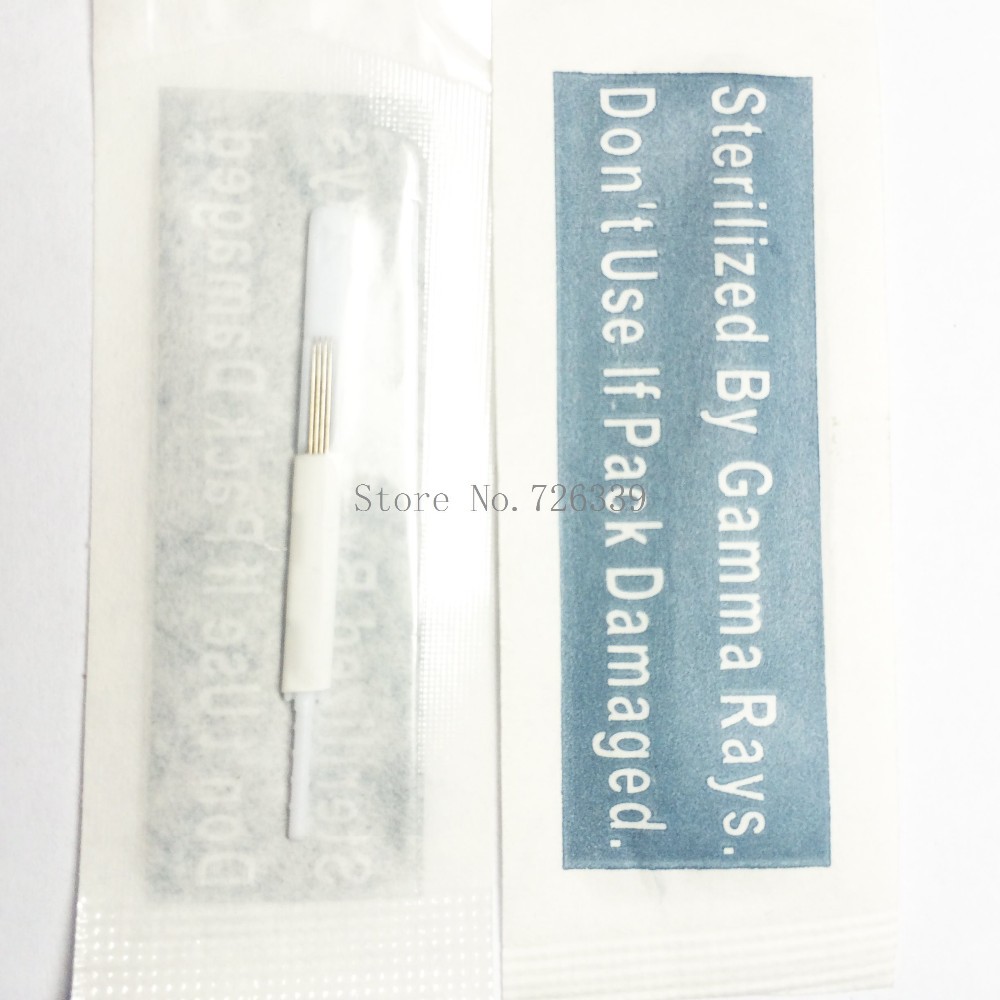 Sterilized By Gamma Rays.
Don't Use If Pack Damaged.
Store No.726339